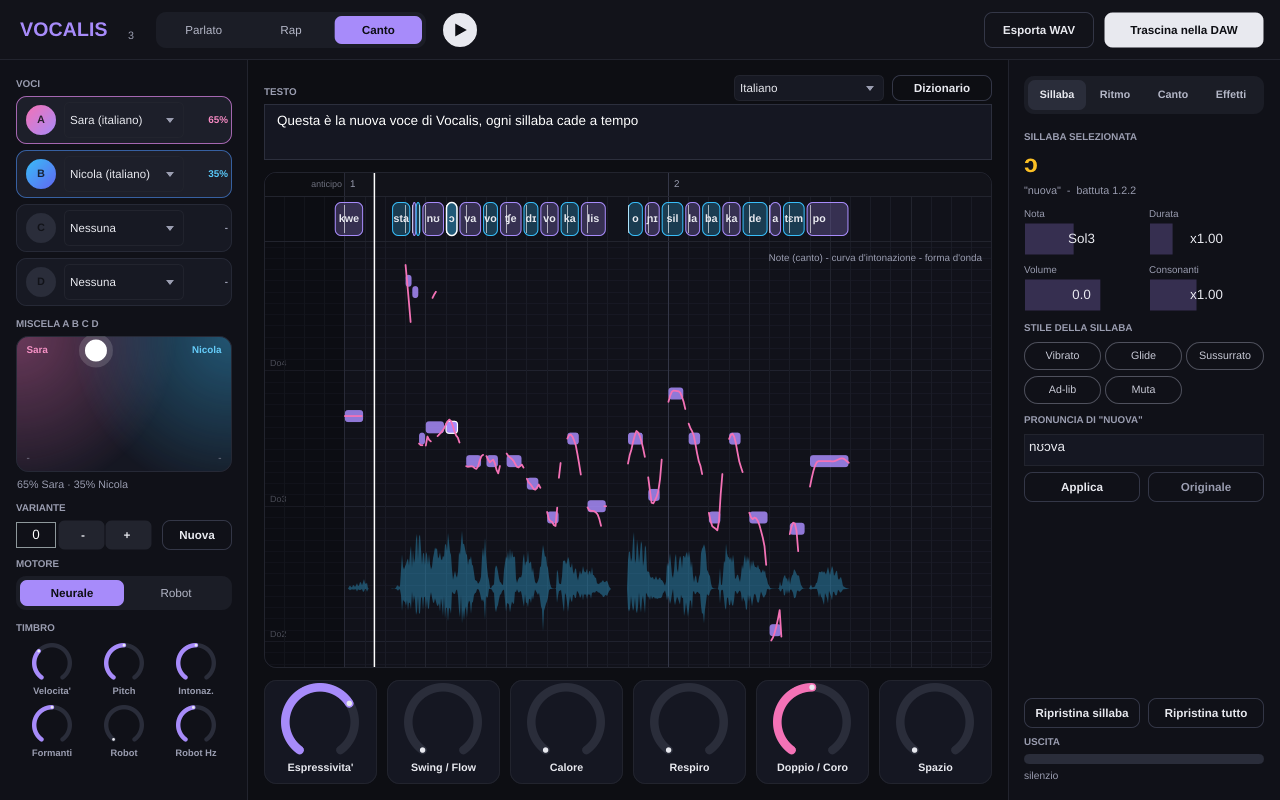 VOCALIS 3 Parlato Rap Canto Esporta WAV Trascina nella DAW
VOCI
A Sara (italiano) 65%
B Nicola (italiano) 35%
C Nessuna -
D Nessuna -
MISCELA A B C D
Sara Nicola
- -
65% Sara · 35% Nicola
VARIANTE
0 - + Nuova
MOTORE
Neurale Robot
TIMBRO
Velocita' Pitch Intonaz.
Formanti Robot Robot Hz
TESTO Italiano Dizionario
Questa è la nuova voce di Vocalis, ogni sillaba cade a tempo
anticipo 1 2
kwe sta nʊ ɔ va vo ʧe dɪ vo ka lis o ɲɪ sil la ba ka de a tɛm po
Note (canto) - curva d'intonazione - forma d'onda
Do4
Do3
Do2
Espressivita' Swing / Flow Calore Respiro Doppio / Coro Spazio
Sillaba Ritmo Canto Effetti
SILLABA SELEZIONATA
ɔ
"nuova" - battuta 1.2.2
Nota Durata
Sol3 x1.00
Volume Consonanti
0.0 x1.00
STILE DELLA SILLABA
Vibrato Glide Sussurrato
Ad-lib Muta
PRONUNCIA DI "NUOVA"
nʊɔva
Applica Originale
Ripristina sillaba Ripristina tutto
USCITA
silenzio